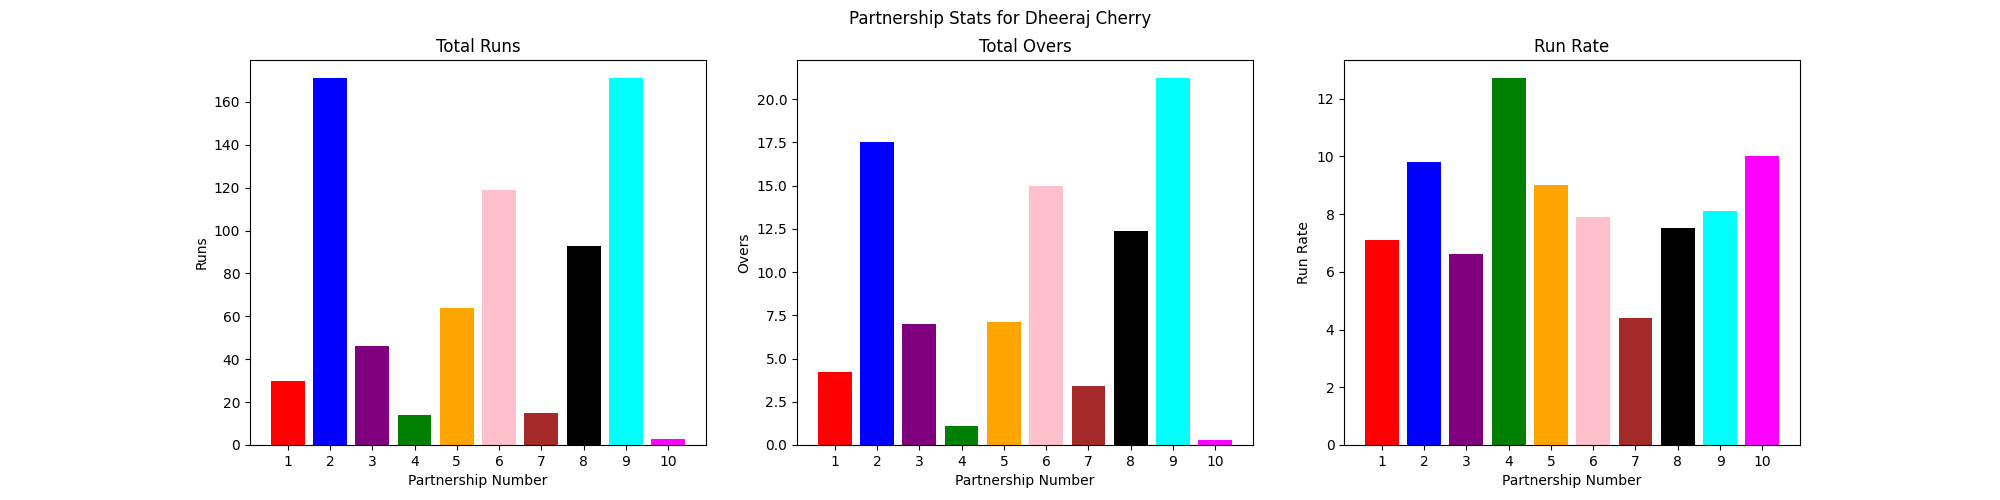 Partnership Stats for Dheeraj Cherry
Total Runs
Runs
160
140
120
100
80
60
40
20
0
1 2 3 4 5 6 7 8 9 10
Partnership Number
Total Overs
Overs
20.0
17.5
15.0
12.5
10.0
7.5
5.0
2.5
0.0
1 2 3 4 5 6 7 8 9 10
Partnership Number
Run Rate
Run Rate
12
10
8
6
4
2
0
1 2 3 4 5 6 7 8 9 10
Partnership Number